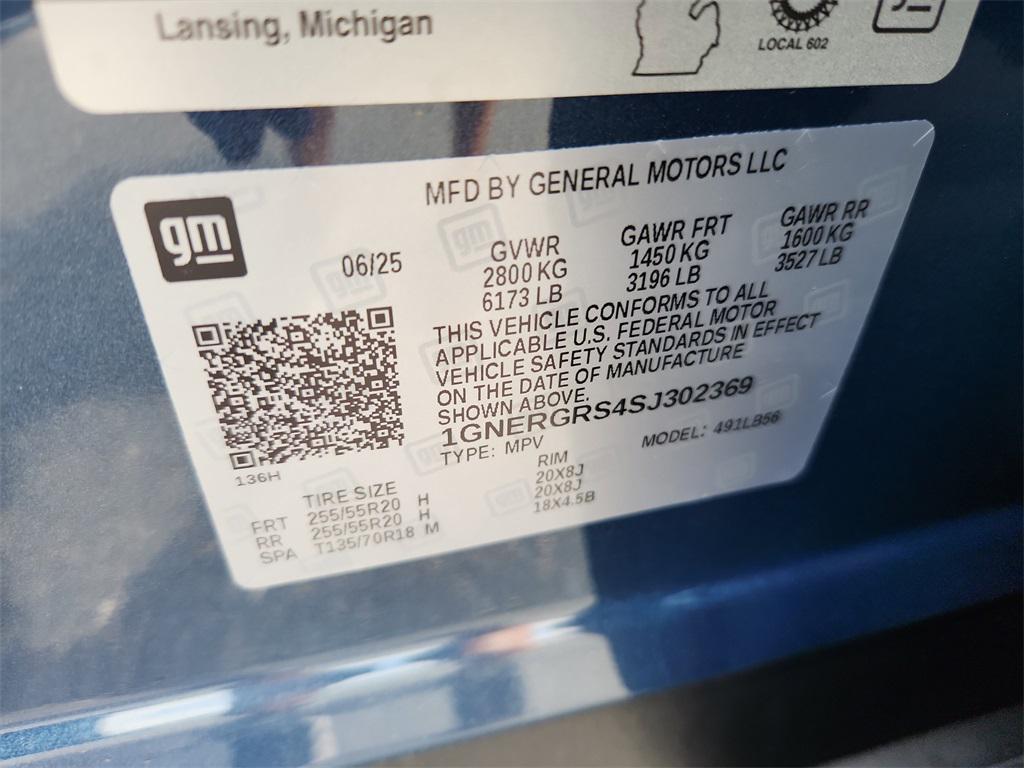 Lansing, Michigan
LOCAL 602
gm
MFD BY GENERAL MOTORS LLC
06/25
GVWR
2800 KG
6173 LB
GAWR FRT
1450 KG
3196 LB
GAWR RR
1600 KG
3527 LB
THIS VEHICLE CONFORMS TO ALL
APPLICABLE U.S. FEDERAL MOTOR
VEHICLE SAFETY STANDARDS IN EFFECT
ON THE DATE OF MANUFACTURE
SHOWN ABOVE.
1GNERGRS4SJ302369
TYPE: MPV MODEL: 491LB56
136H
TIRE SIZE RIM
FRT 255/55R20 H 20X8J
RR 255/55R20 H 20X8J
SPA T135/70R18 M 18X4.5B